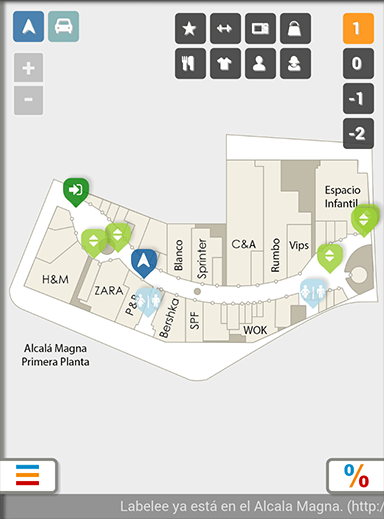 1
0
-1
-2
Espacio
Infantil
Blanco
Sprinter
C&A
Rumbo
Vips
H&M
ZARA
P&B
Bershka
SPF
WOK
Alcalá Magna
Primera Planta
%
Labelee ya está en el Alcala Magna. (http:/